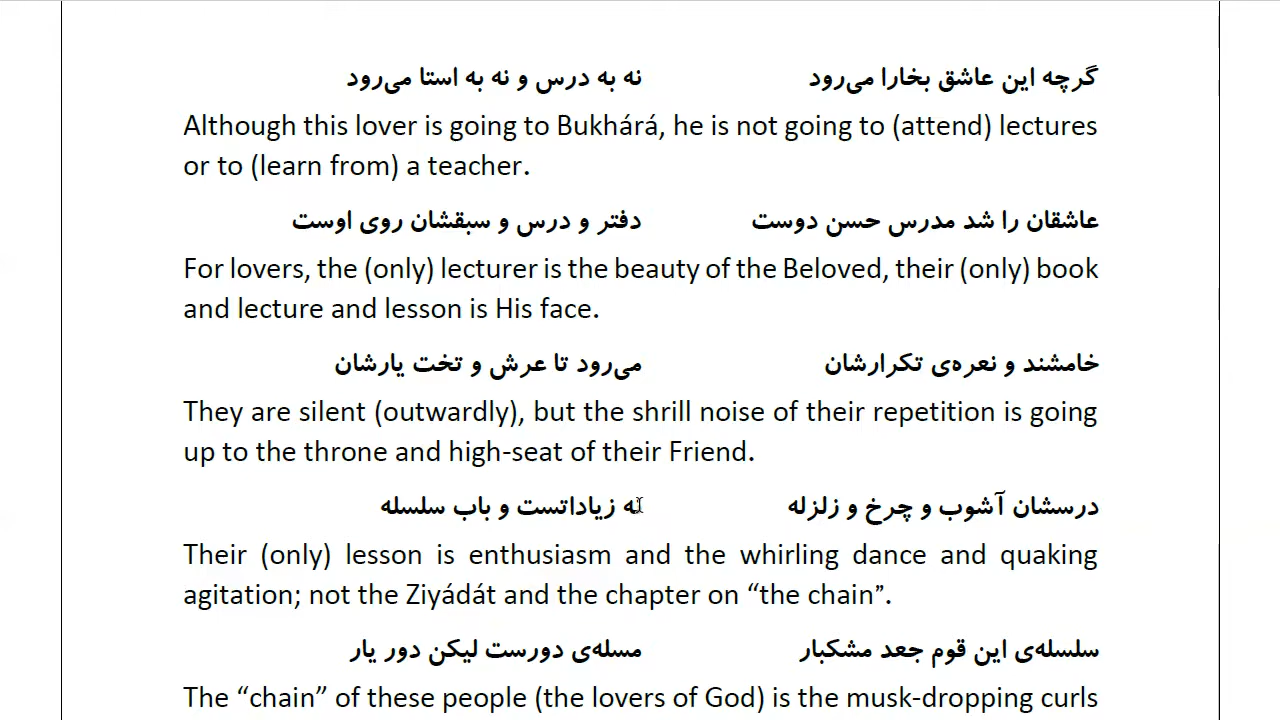 گرچه این عاشق بخارا می‌رود نه به درس و نه به استا می‌رود
Although this lover is going to Bukhárá, he is not going to (attend) lectures
or to (learn from) a teacher.
عاشقان را شد مدرس حسن دوست دفتر و درس و سبقشان روی اوست
For lovers, the (only) lecturer is the beauty of the Beloved, their (only) book
and lecture and lesson is His face.
خامشند و نعره‌ی تکرارشان می‌رود تا عرش و تخت یارشان
They are silent (outwardly), but the shrill noise of their repetition is going
up to the throne and high-seat of their Friend.
درسشان آشوب و چرخ و زلزله نه زیاداتست و باب سلسله
Their (only) lesson is enthusiasm and the whirling dance and quaking
agitation; not the Ziyádát and the chapter on “the chain”.
سلسله‌ی این قوم جعد مشکبار مسله‌ی دورست لیکن دور یار
The “chain” of these people (the lovers of God) is the musk-dropping curls